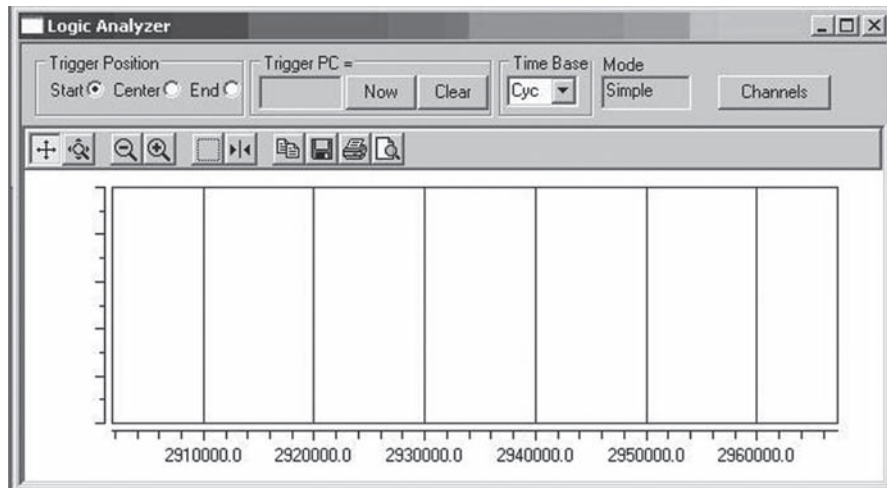 Logic Analyzer
Trigger Position
Trigger PC =
Time Base
Mode
Start Center End
Now
Clear
Cyc
Simple
Channels
2910000.0 2920000.0 2930000.0 2940000.0 2950000.0 2960000.0